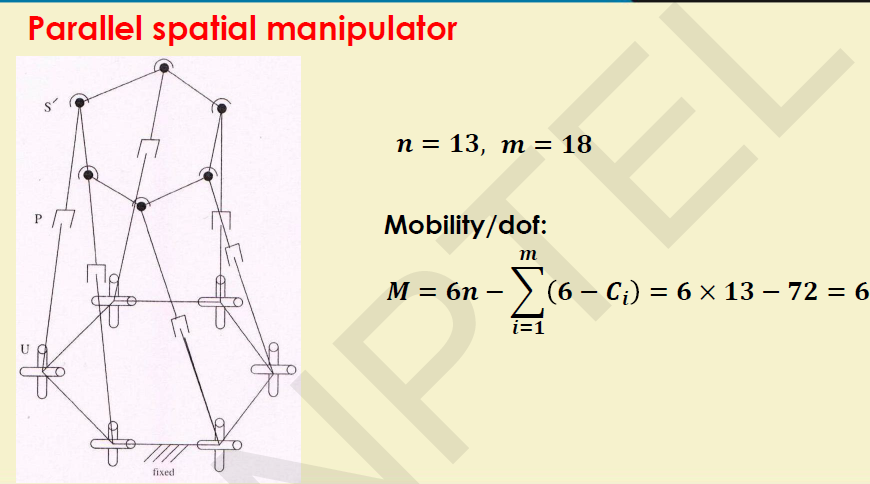 Parallel spatial manipulator
S′
P
U
fixed
n = 13, m = 18
Mobility/dof:
M = 6n − ∑_{i=1}^{m} (6 − C_i) = 6 × 13 − 72 = 6
NPTEL